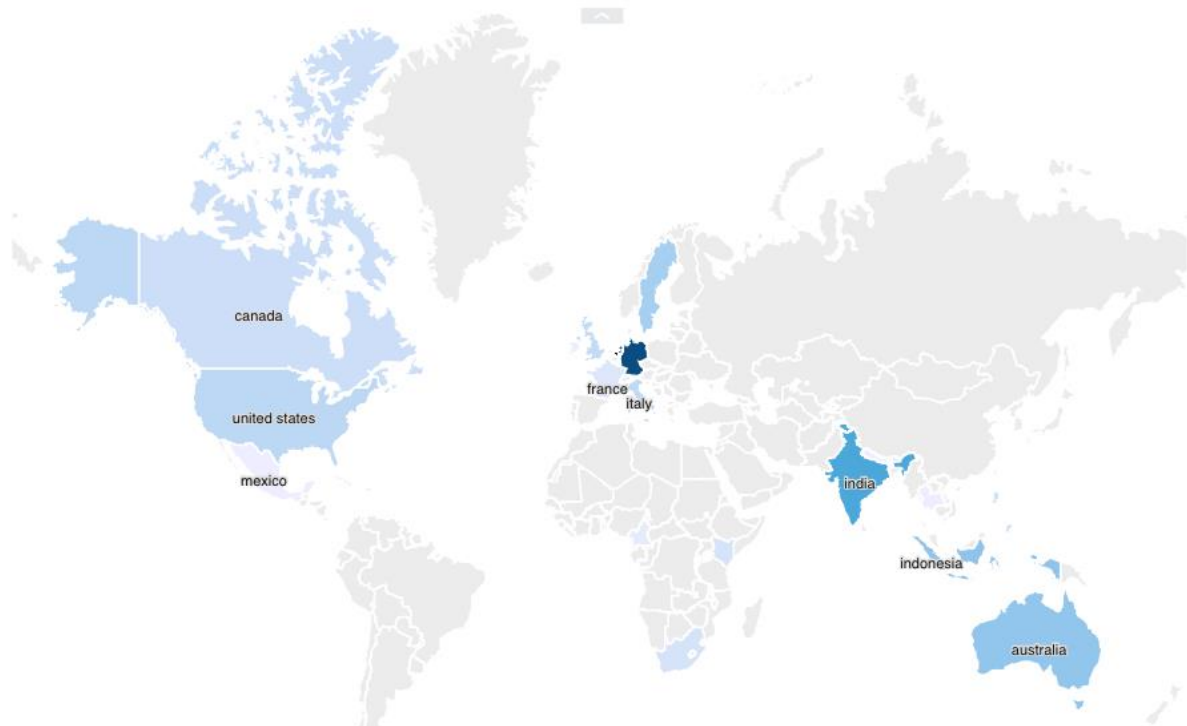 canada
france
italy
united states
mexico
india
indonesia
australia